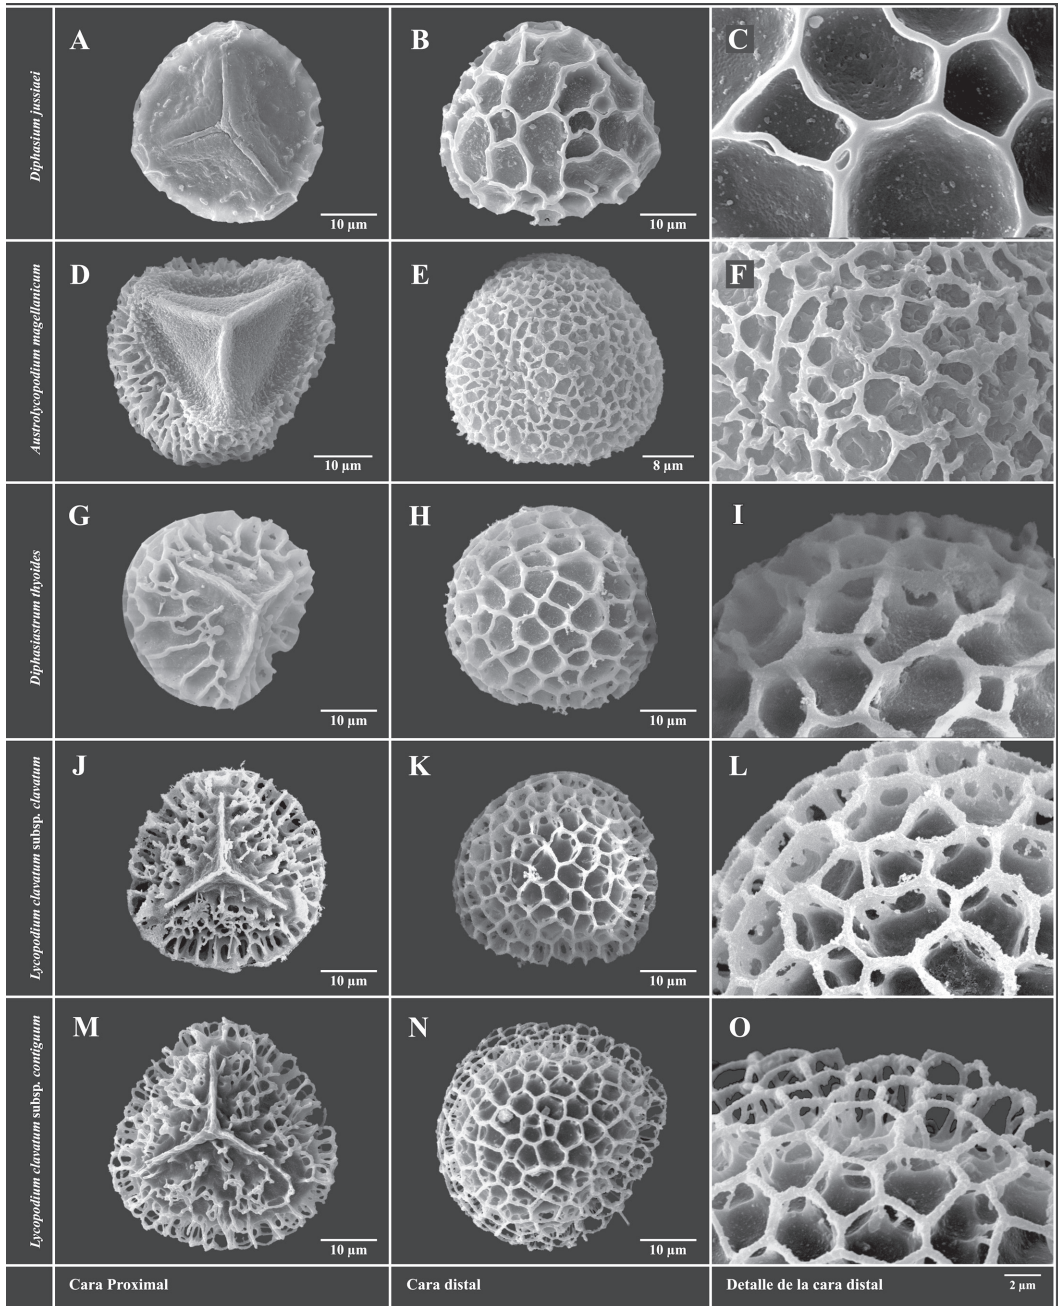 Diphasium jussiaei
A
10 µm
B
10 µm
C
Austrolycopodium magellanicum
D
10 µm
E
8 µm
F
Diphasiastrum thyoides
G
10 µm
H
10 µm
I
Lycopodium clavatum subsp. clavatum
J
10 µm
K
10 µm
L
Lycopodium clavatum subsp. contiguum
M
10 µm
N
10 µm
O
Cara Proximal
Cara distal
Detalle de la cara distal
2 µm